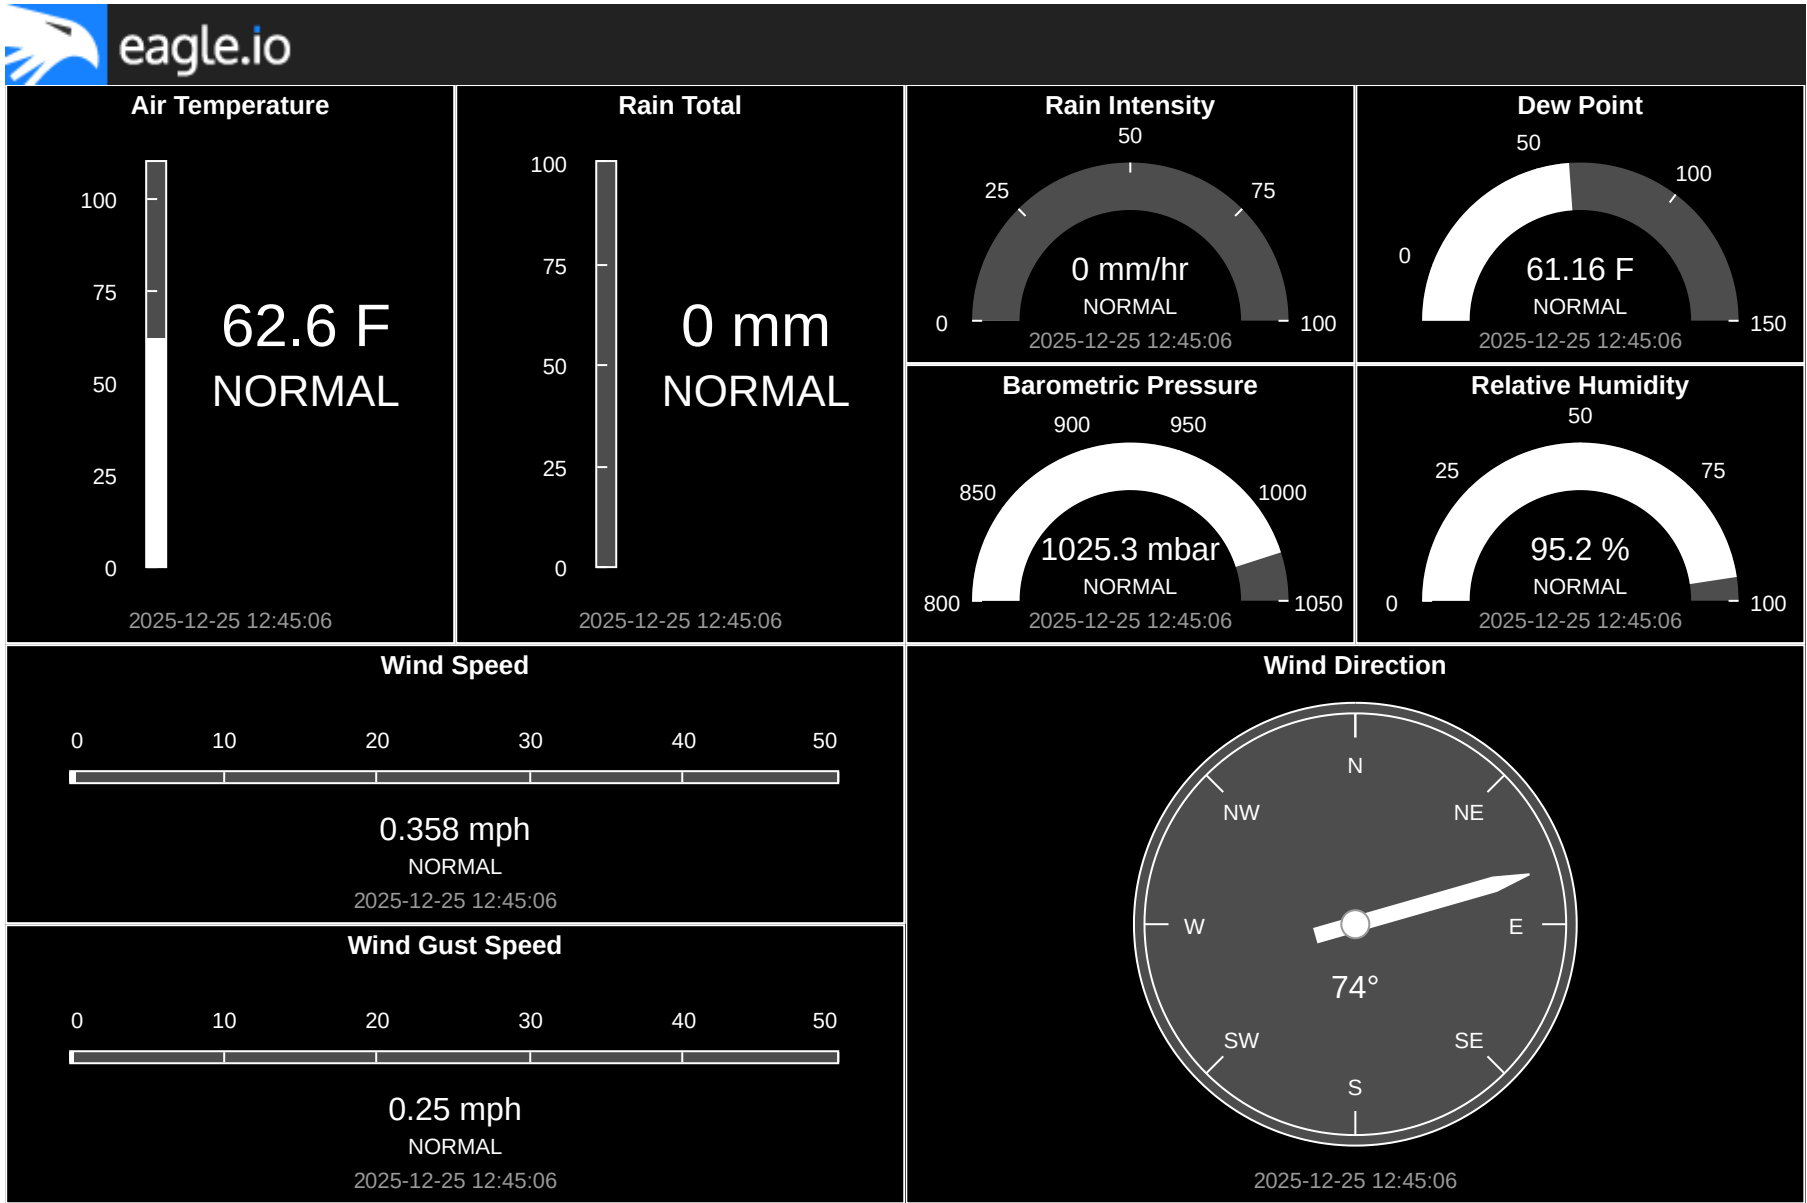 eagle.io
Air Temperature
100
75
50
25
0
62.6 F
NORMAL
2025-12-25 12:45:06
Rain Total
100
75
50
25
0
0 mm
NORMAL
2025-12-25 12:45:06
Rain Intensity
0
25
50
75
100
0 mm/hr
NORMAL
2025-12-25 12:45:06
Dew Point
0
50
100
150
61.16 F
NORMAL
2025-12-25 12:45:06
Barometric Pressure
800
850
900
950
1000
1050
1025.3 mbar
NORMAL
2025-12-25 12:45:06
Relative Humidity
0
25
50
75
100
95.2 %
NORMAL
2025-12-25 12:45:06
Wind Speed
0 10 20 30 40 50
0.358 mph
NORMAL
2025-12-25 12:45:06
Wind Gust Speed
0 10 20 30 40 50
0.25 mph
NORMAL
2025-12-25 12:45:06
Wind Direction
N
NW NE
W E
74°
SW SE
S
2025-12-25 12:45:06